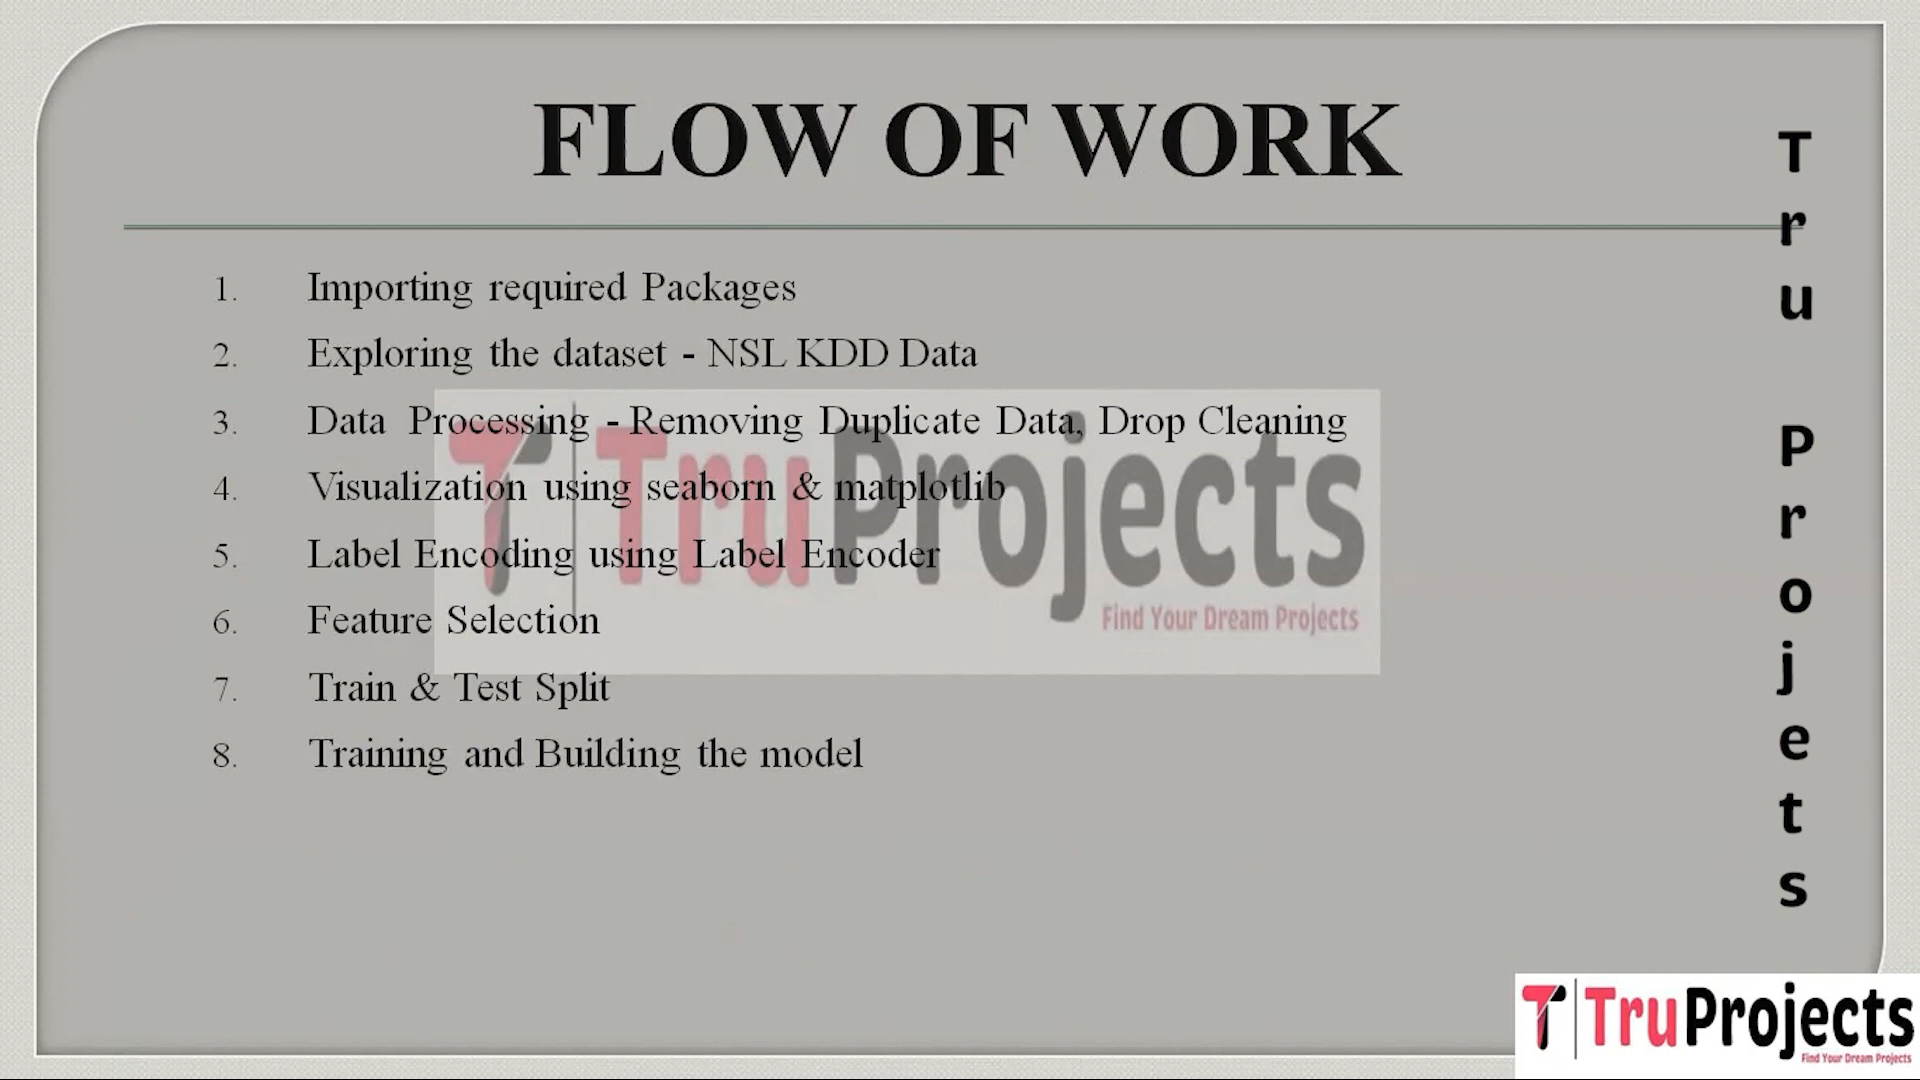 FLOW OF WORK
1. Importing required Packages
2. Exploring the dataset - NSL KDD Data
3. Data Processing - Removing Duplicate Data, Drop Cleaning
4. Visualization using seaborn & matplotlib
5. Label Encoding using Label Encoder
6. Feature Selection
7. Train & Test Split
8. Training and Building the model
TruProjects
Find Your Dream Projects
Tru Projets
TruProjects
Find Your Dream Projects